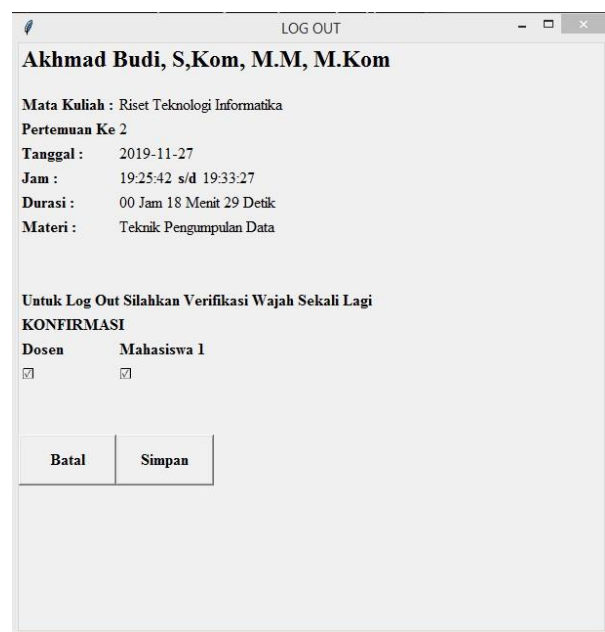 LOG OUT
Akhmad Budi, S,Kom, M.M, M.Kom
Mata Kuliah : Riset Teknologi Informatika
Pertemuan Ke 2
Tanggal : 2019-11-27
Jam : 19:25:42 s/d 19:33:27
Durasi : 00 Jam 18 Menit 29 Detik
Materi : Teknik Pengumpulan Data
Untuk Log Out Silahkan Verifikasi Wajah Sekali Lagi
KONFIRMASI
Dosen Mahasiswa 1
☑ ☑
Batal Simpan